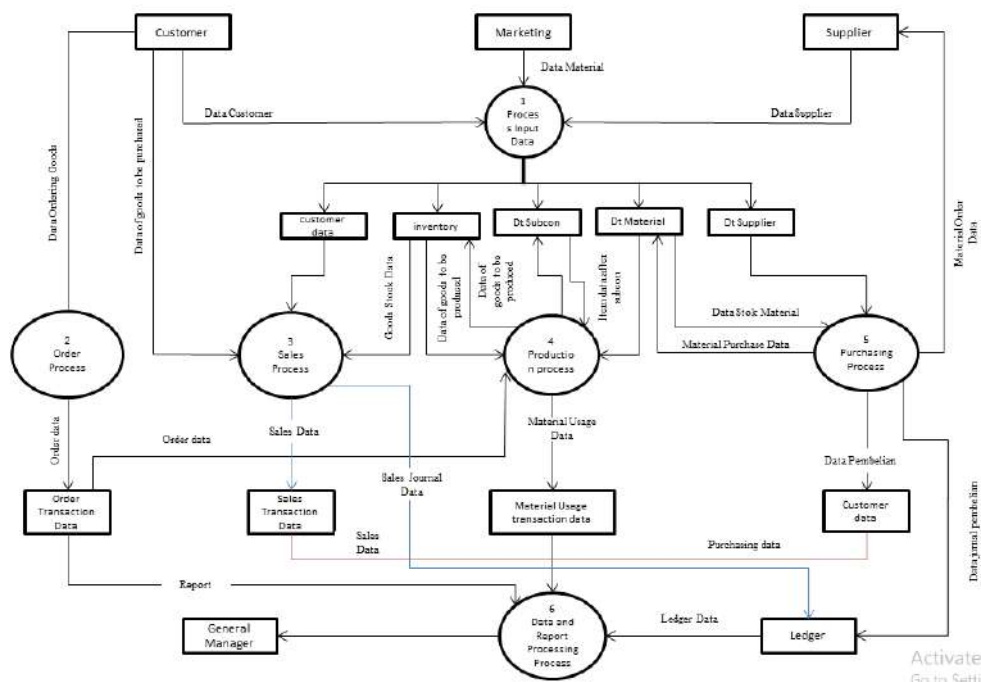 Customer
Marketing
Supplier
Data Material
1
Proces
s Input
Data
Data Customer
Data Supplier
Data Ordering Goods
Data of goods to be purchased
Material Order
Data
customer
data
inventory
Dt Subcon
Dt Material
Dt Supplier
Goods Stock Data
Data of goods to be
produced
Data of
goods to be
produced
Item data after
subcon
Data Stok Material
Material Purchase Data
2
Order
Process
3
Sales
Process
4
Productio
n process
5
Purchasing
Process
Order data
Sales Data
Order data
Material Usage
Data
Sales Journal
Data
Data Pembelian
Data jurnal pembelian
Order
Transaction
Data
Sales
Transaction
Data
Meteriel Usage
transaction data
Customer
data
Sales
Data
Purchasing data
Report
6
Data and
Report
Processing
Process
General
Manager
Ledger Data
Ledger
Activate
Go to Setti